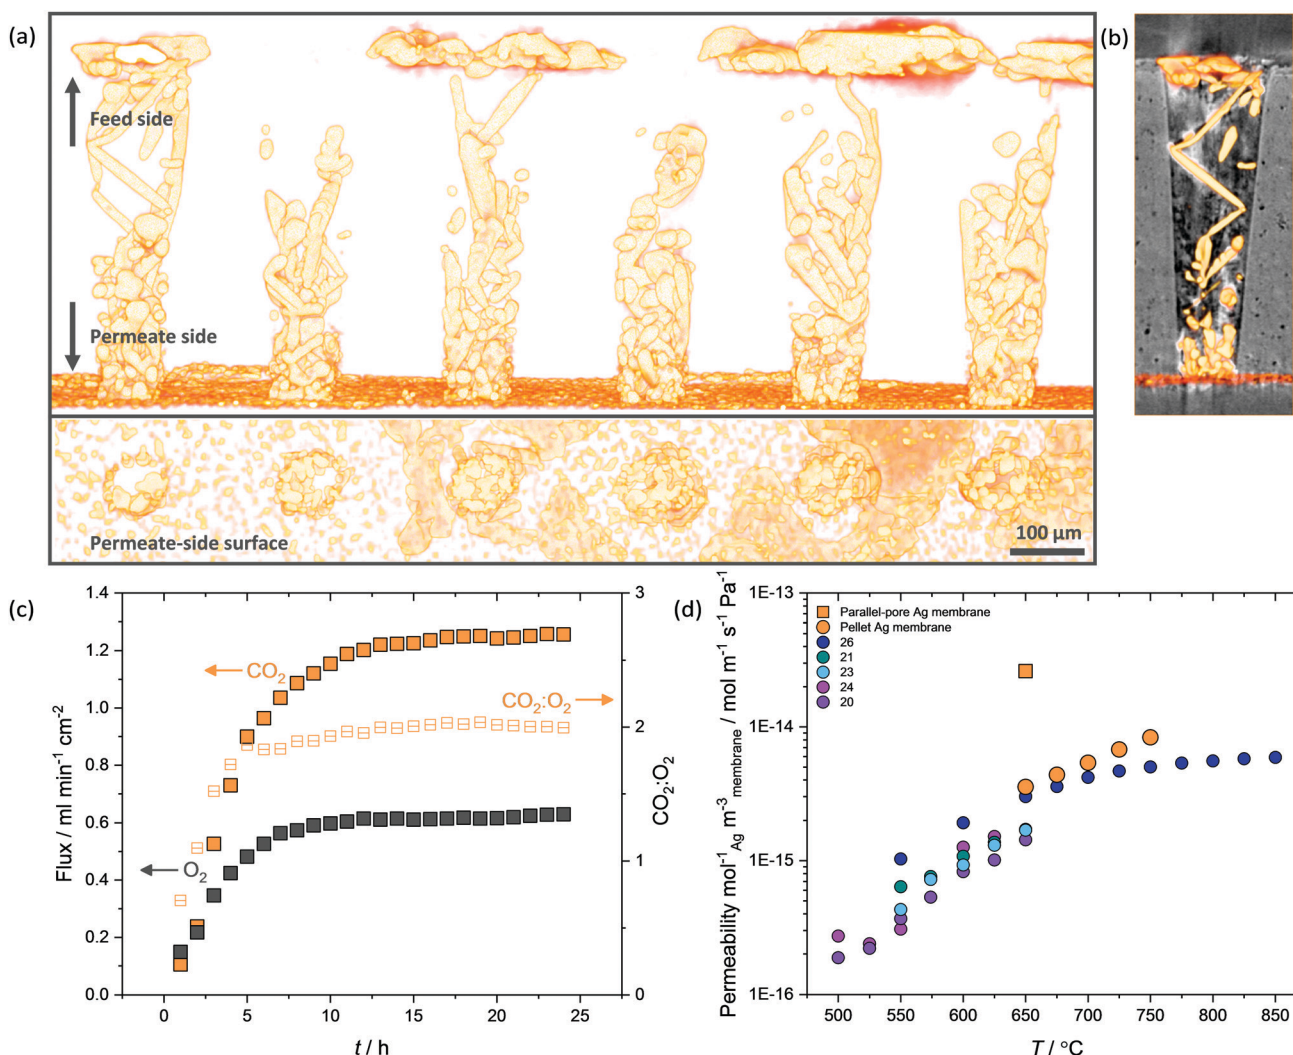 (a)
Feed side
Permeate side
Permeate-side surface
100 µm
(b)
(c)
Flux / ml min⁻¹ cm⁻²
1.4
1.2
1.0
0.8
0.6
0.4
0.2
0.0
CO₂
CO₂:O₂
O₂
3
2
1
0
CO₂:O₂
0 5 10 15 20 25
t / h
(d)
Permeability mol⁻¹Ag m⁻³membrane / mol m⁻¹ s⁻¹ Pa⁻¹
1E-13
1E-14
1E-15
1E-16
Parallel-pore Ag membrane
Pellet Ag membrane
26
21
23
24
20
500 550 600 650 700 750 800 850
T / °C